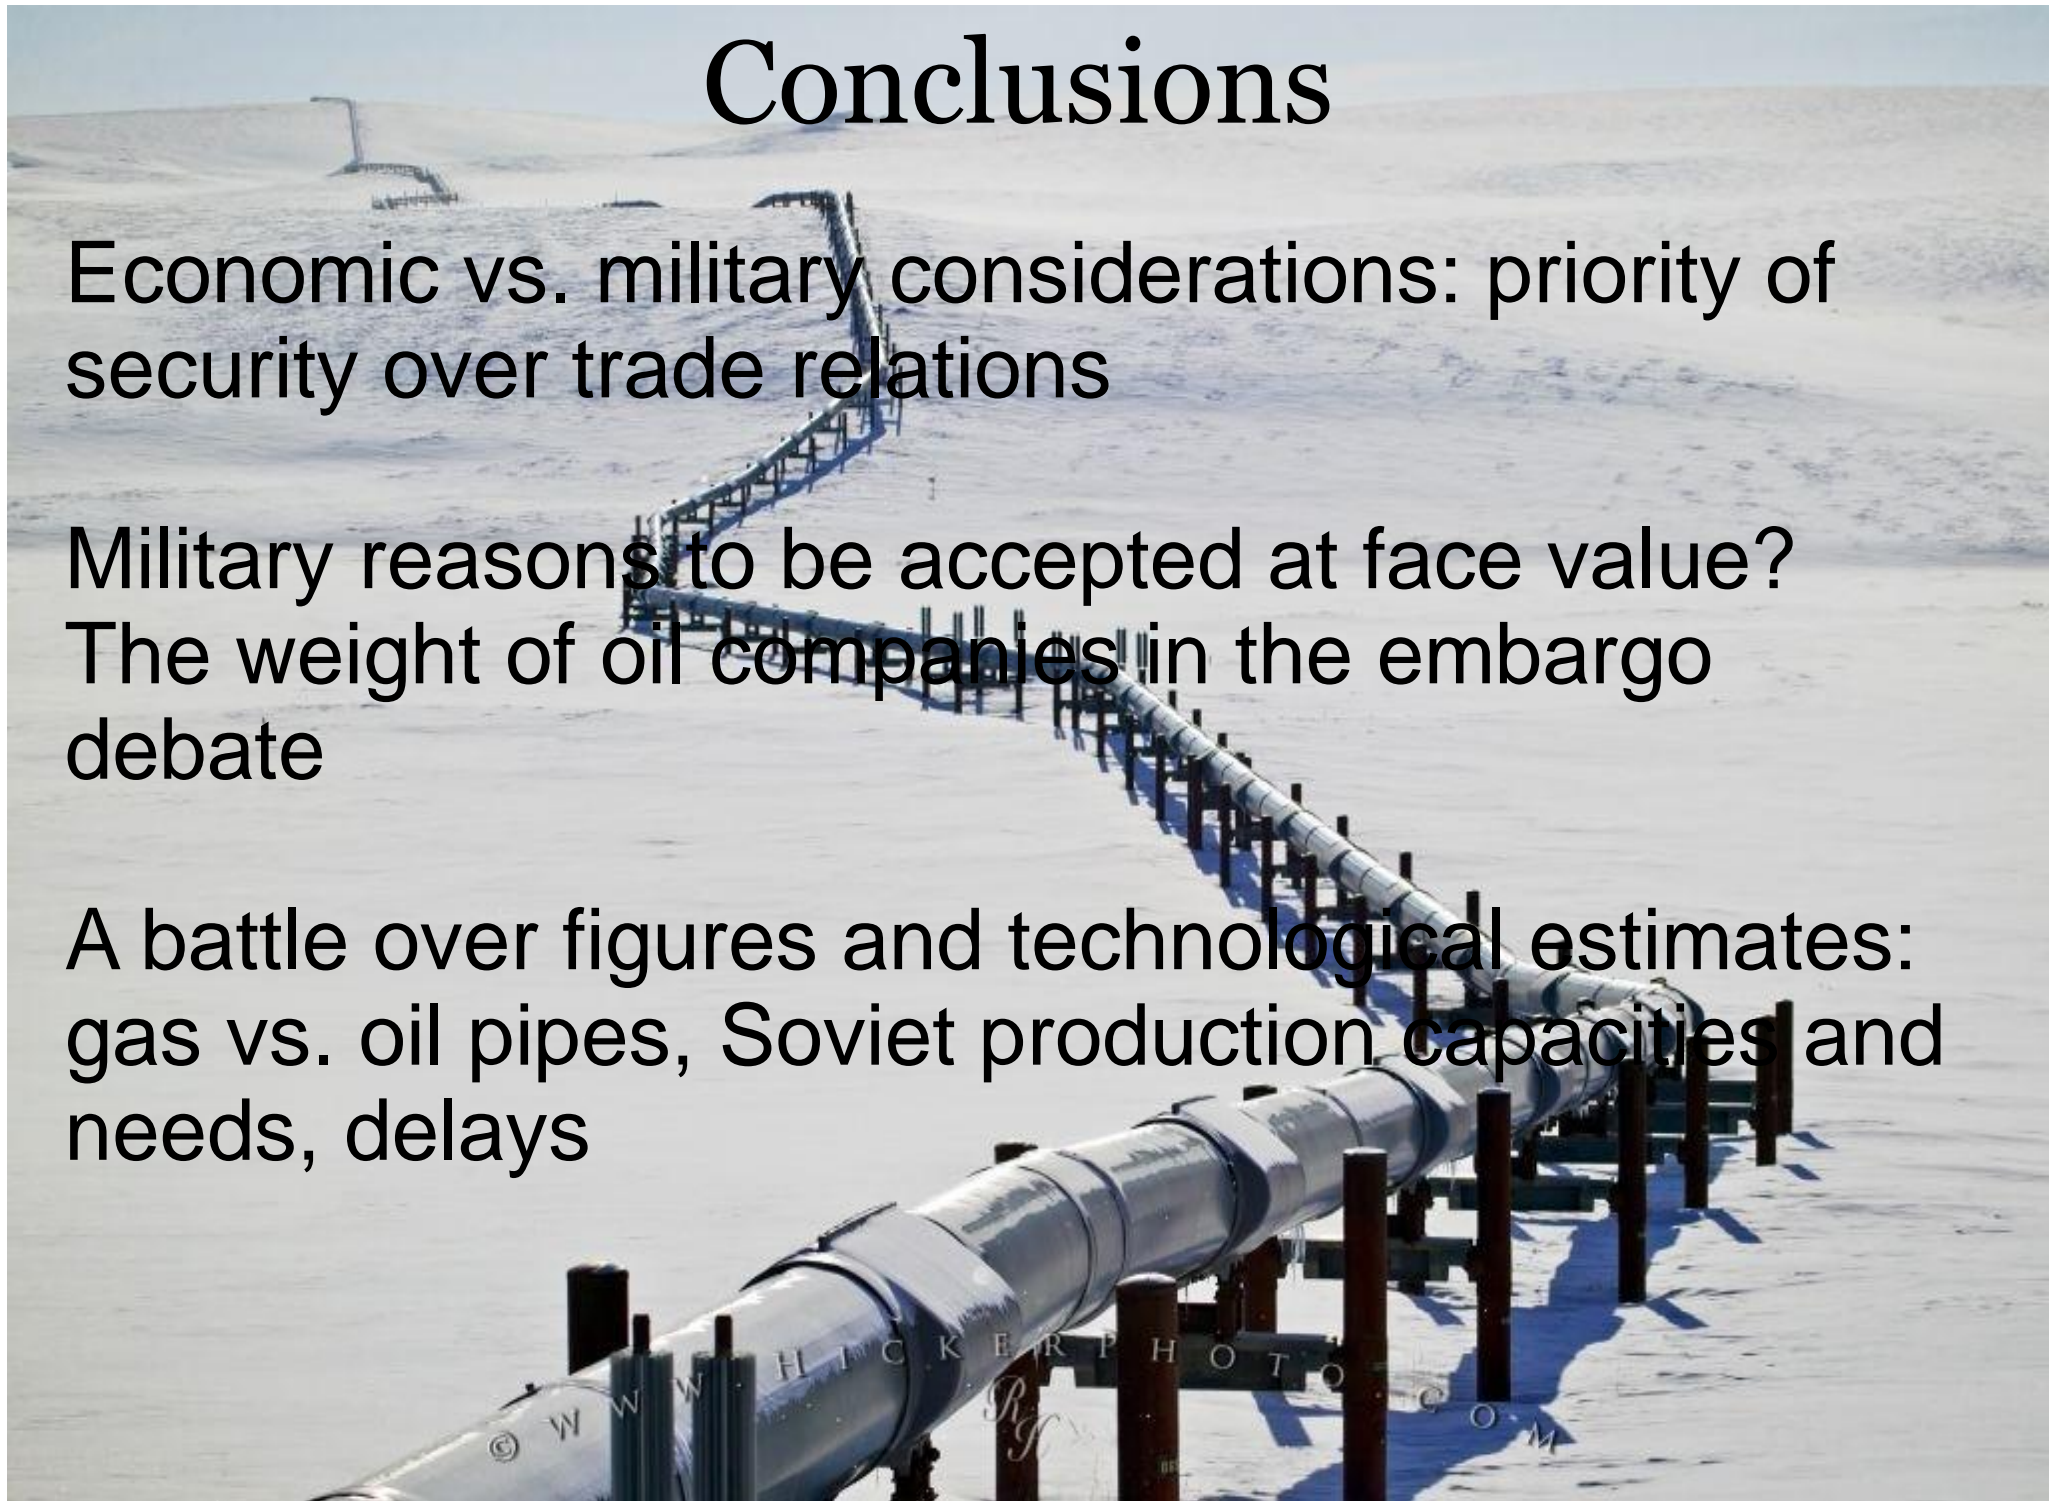 Conclusions
Economic vs. military considerations: priority of
security over trade relations
Military reasons to be accepted at face value?
The weight of oil companies in the embargo
debate
A battle over figures and technological estimates:
gas vs. oil pipes, Soviet production capacities and
needs, delays
© WWW.HICKERPHOTO.COM
RH